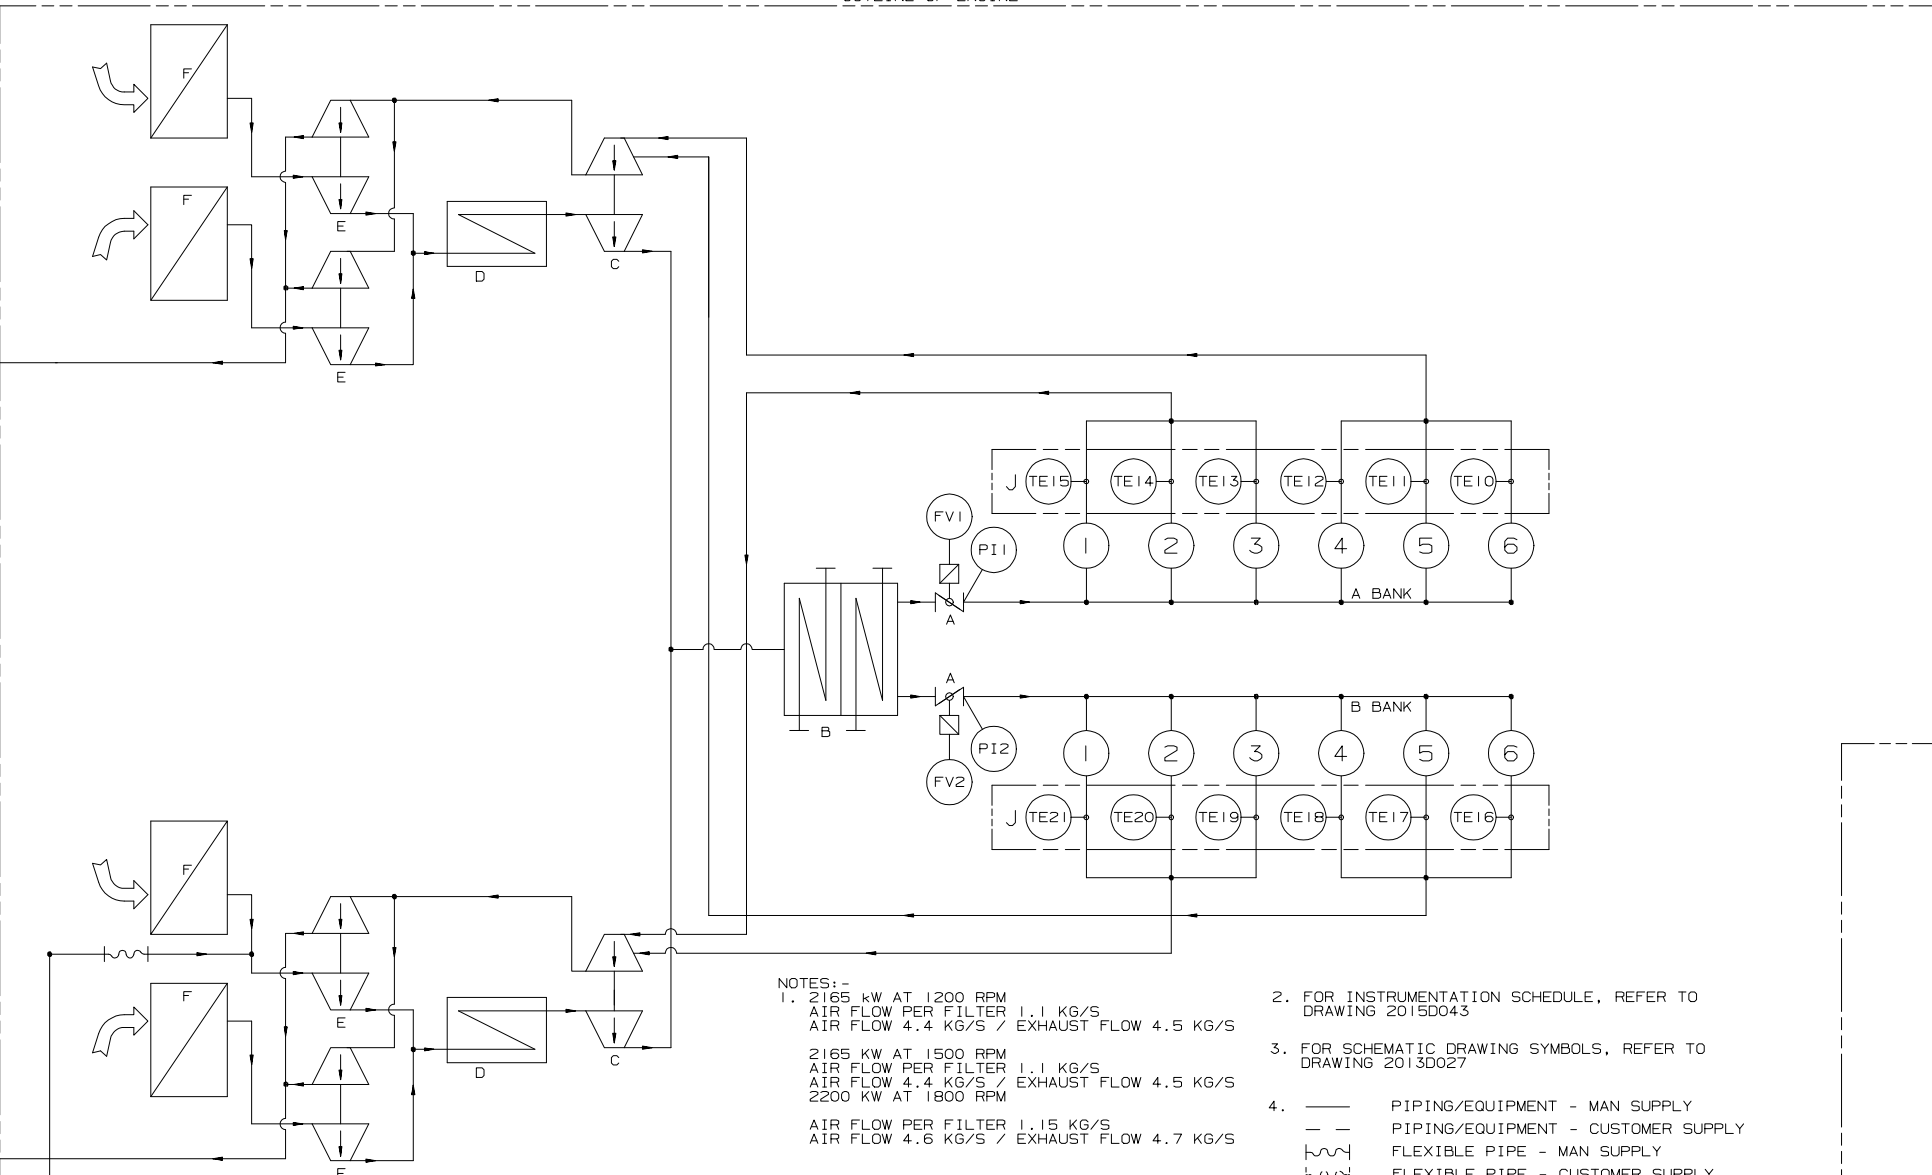 F
F
E
D
C
E
J TE15 TE14 TE13 TE12 TE11 TE10
FV1
PI1
1 2 3 4 5 6
A BANK
A
A
B BANK
B
PI2
1 2 3 4 5 6
FV2
J TE21 TE20 TE19 TE18 TE17 TE16
F
F
E
D
C
E
NOTES:-
1. 2165 kW AT 1200 RPM
AIR FLOW PER FILTER 1.1 KG/S
AIR FLOW 4.4 KG/S / EXHAUST FLOW 4.5 KG/S
2165 KW AT 1500 RPM
AIR FLOW PER FILTER 1.1 KG/S
AIR FLOW 4.4 KG/S / EXHAUST FLOW 4.5 KG/S
2200 KW AT 1800 RPM
AIR FLOW PER FILTER 1.15 KG/S
AIR FLOW 4.6 KG/S / EXHAUST FLOW 4.7 KG/S
2. FOR INSTRUMENTATION SCHEDULE, REFER TO
DRAWING 2015D043
3. FOR SCHEMATIC DRAWING SYMBOLS, REFER TO
DRAWING 2013D027
4. PIPING/EQUIPMENT - MAN SUPPLY
PIPING/EQUIPMENT - CUSTOMER SUPPLY
FLEXIBLE PIPE - MAN SUPPLY
FLEXIBLE PIPE - CUSTOMER SUPPLY